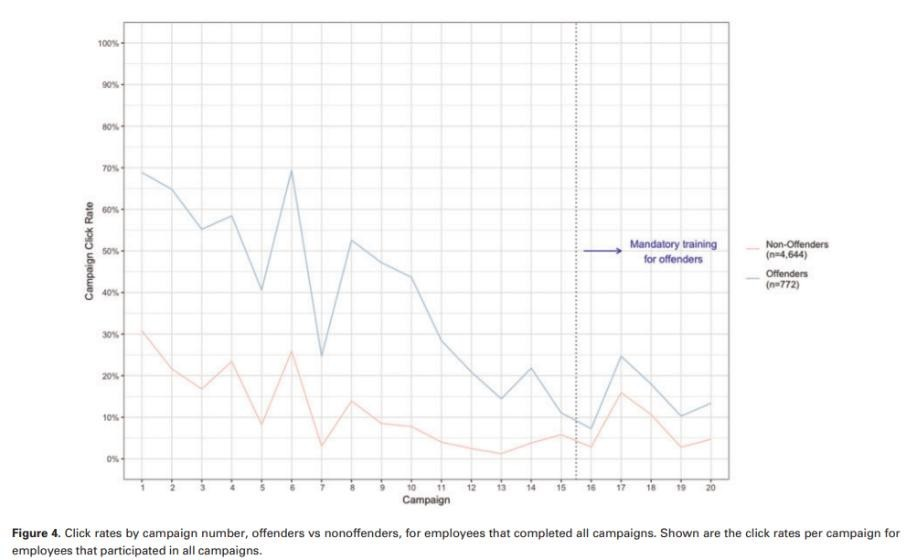 100%
90%
80%
70%
60%
50%
40%
30%
20%
10%
0%
Campaign Click Rate
Mandatory training
for offenders
Non-Offenders
(n=4,644)
Offenders
(n=772)
1 2 3 4 5 6 7 8 9 10 11 12 13 14 15 16 17 18 19 20
Campaign
Figure 4. Click rates by campaign number, offenders vs nonoffenders, for employees that completed all campaigns. Shown are the click rates per campaign for
employees that participated in all campaigns.